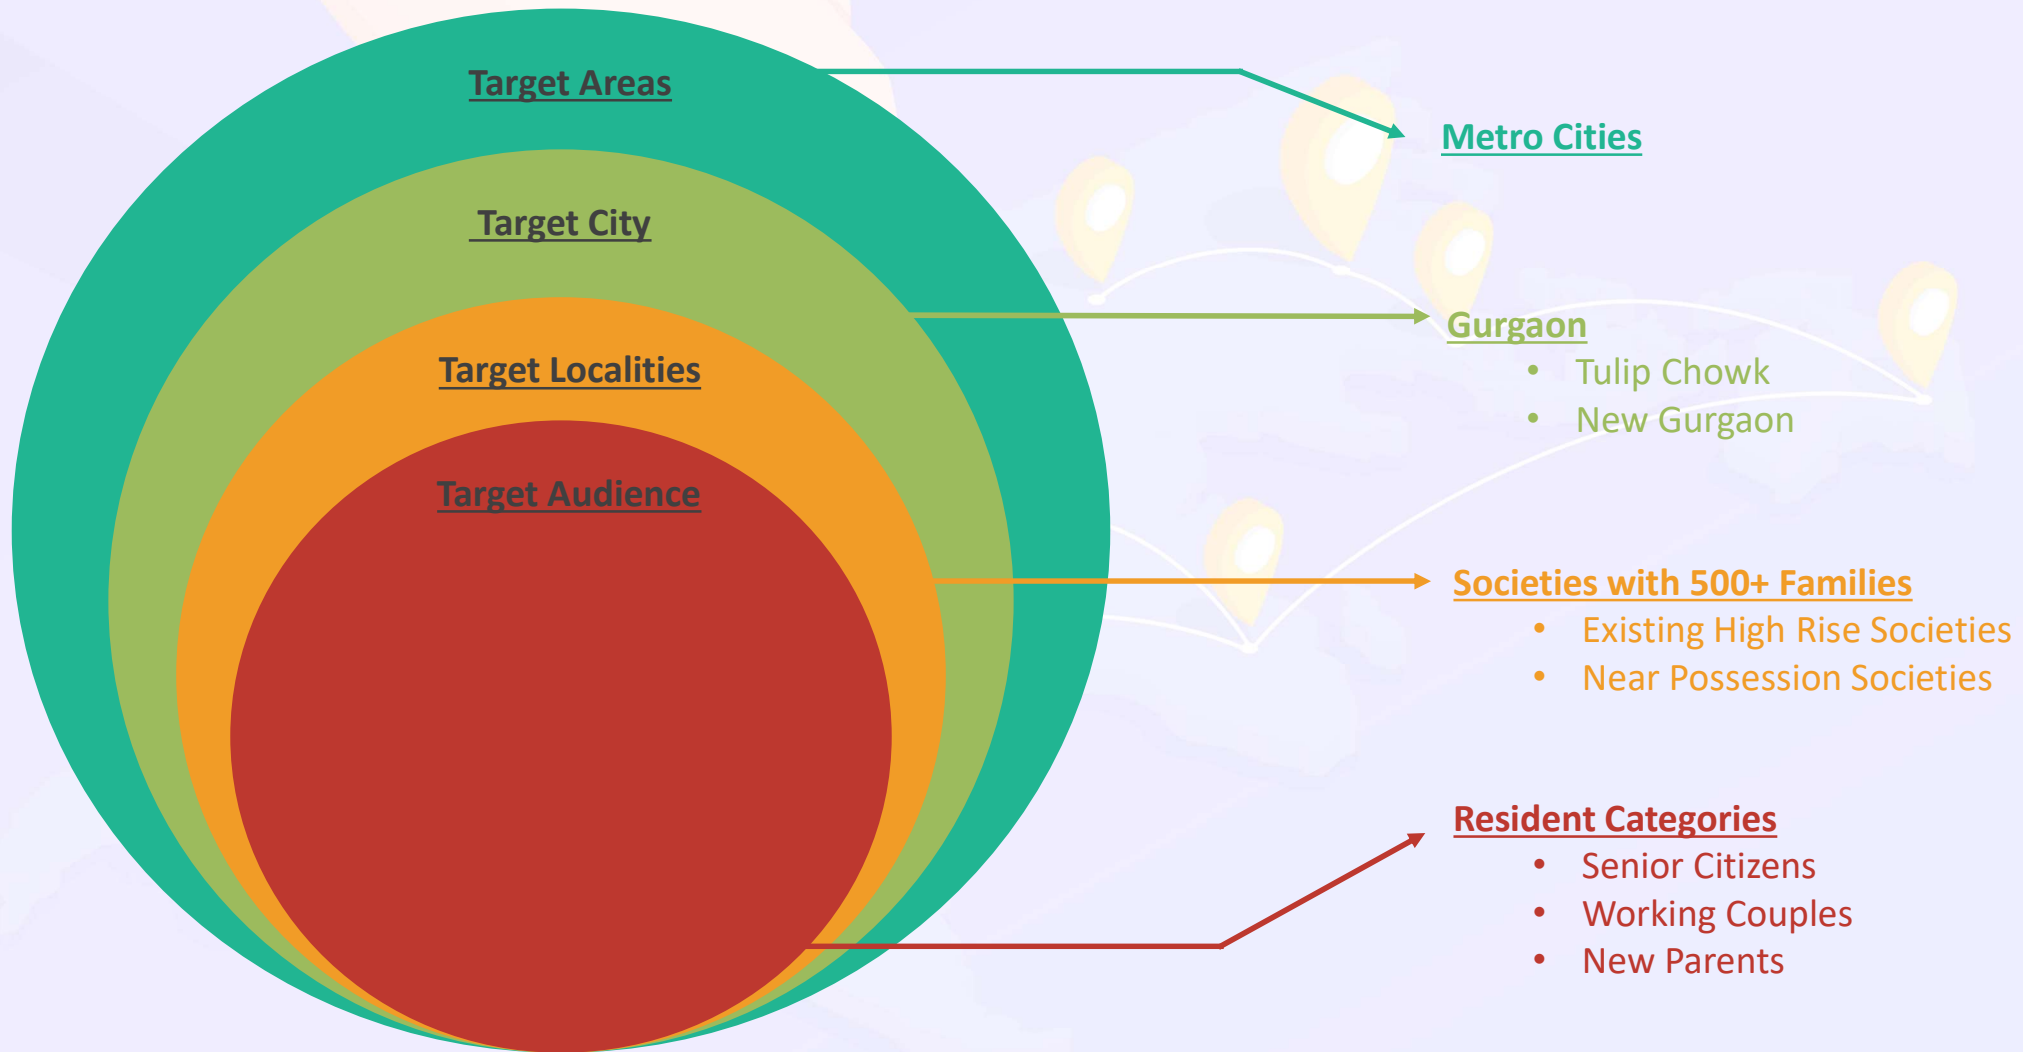 Target Areas
Target City
Target Localities
Target Audience
Metro Cities
Gurgaon
• Tulip Chowk
• New Gurgaon
Societies with 500+ Families
• Existing High Rise Societies
• Near Possession Societies
Resident Categories
• Senior Citizens
• Working Couples
• New Parents